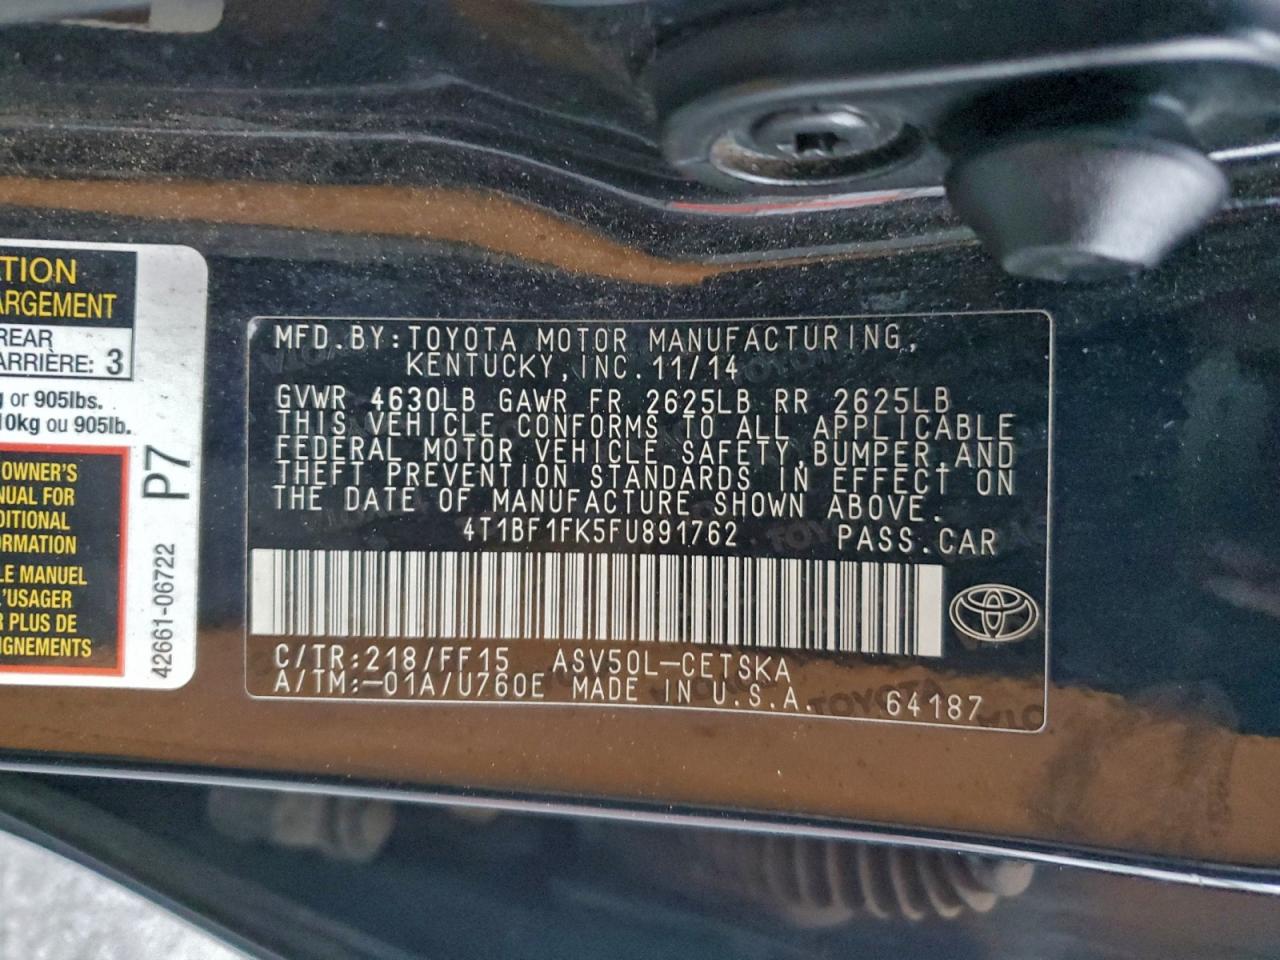 TION
ARGEMENT
REAR
ARRIÈRE: 3
g or 905lbs.
10kg ou 905lb.
OWNER'S
NUAL FOR
DITIONAL
ORMATION
LE MANUEL
L'USAGER
R PLUS DE
IGNEMENTS
P7
42661-06722
MFD.BY:TOYOTA MOTOR MANUFACTURING,
KENTUCKY,INC.11/14
GVWR 4630LB GAWR FR 2625LB RR 2625LB
THIS VEHICLE CONFORMS TO ALL APPLICABLE
FEDERAL MOTOR VEHICLE SAFETY,BUMPER,AND
THEFT PREVENTION STANDARDS IN EFFECT ON
THE DATE OF MANUFACTURE SHOWN ABOVE.
4T1BF1FK5FU891762 PASS.CAR
C/TR:218/FF15 ASV50L-CETSKA
A/TM:-01A/U760E MADE IN U.S.A. 64187